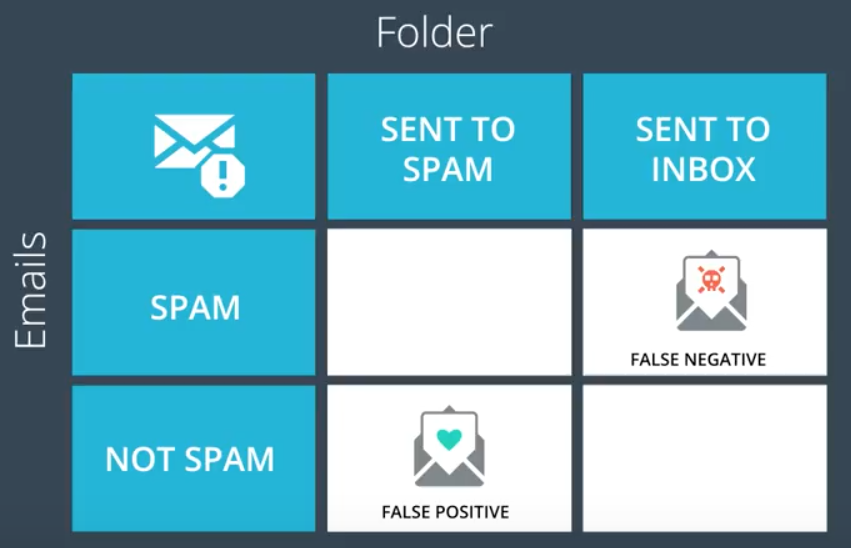 Folder
SENT TO
SPAM
SENT TO
INBOX
Emails
SPAM
FALSE NEGATIVE
NOT SPAM
FALSE POSITIVE